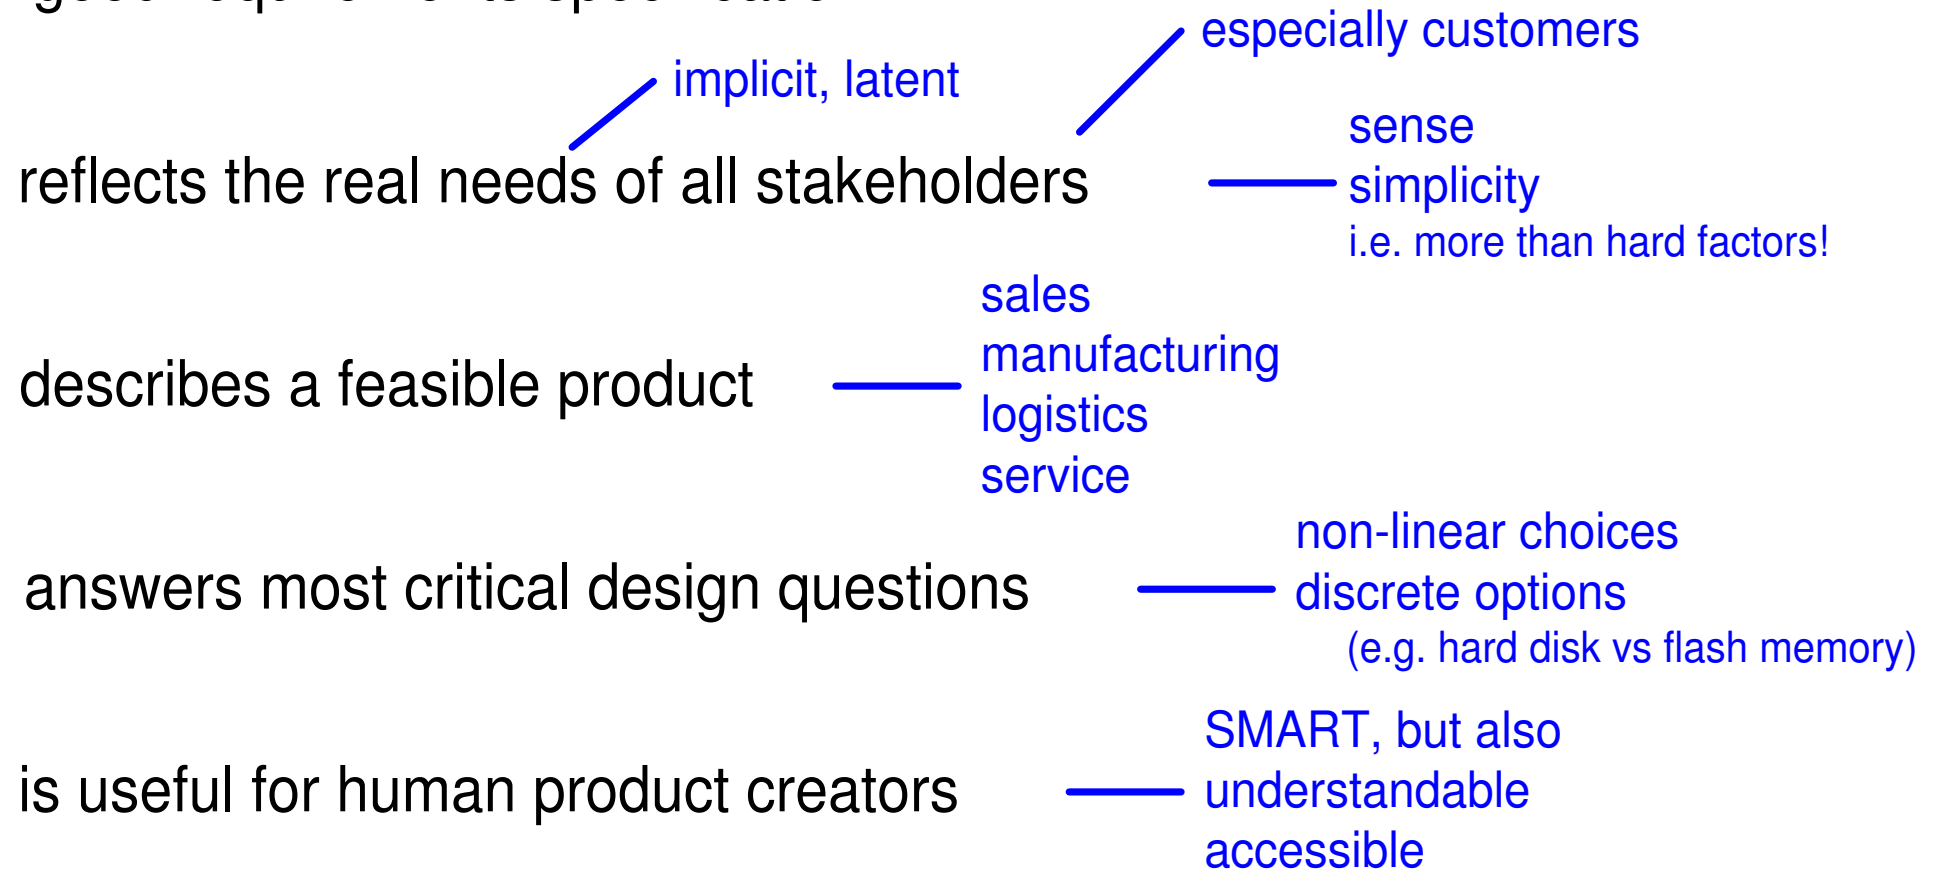 especially customers
implicit, latent
reflects the real needs of all stakeholders
sense
simplicity
i.e. more than hard factors!
describes a feasible product
sales
manufacturing
logistics
service
answers most critical design questions
non-linear choices
discrete options
(e.g. hard disk vs flash memory)
is useful for human product creators
SMART, but also
understandable
accessible